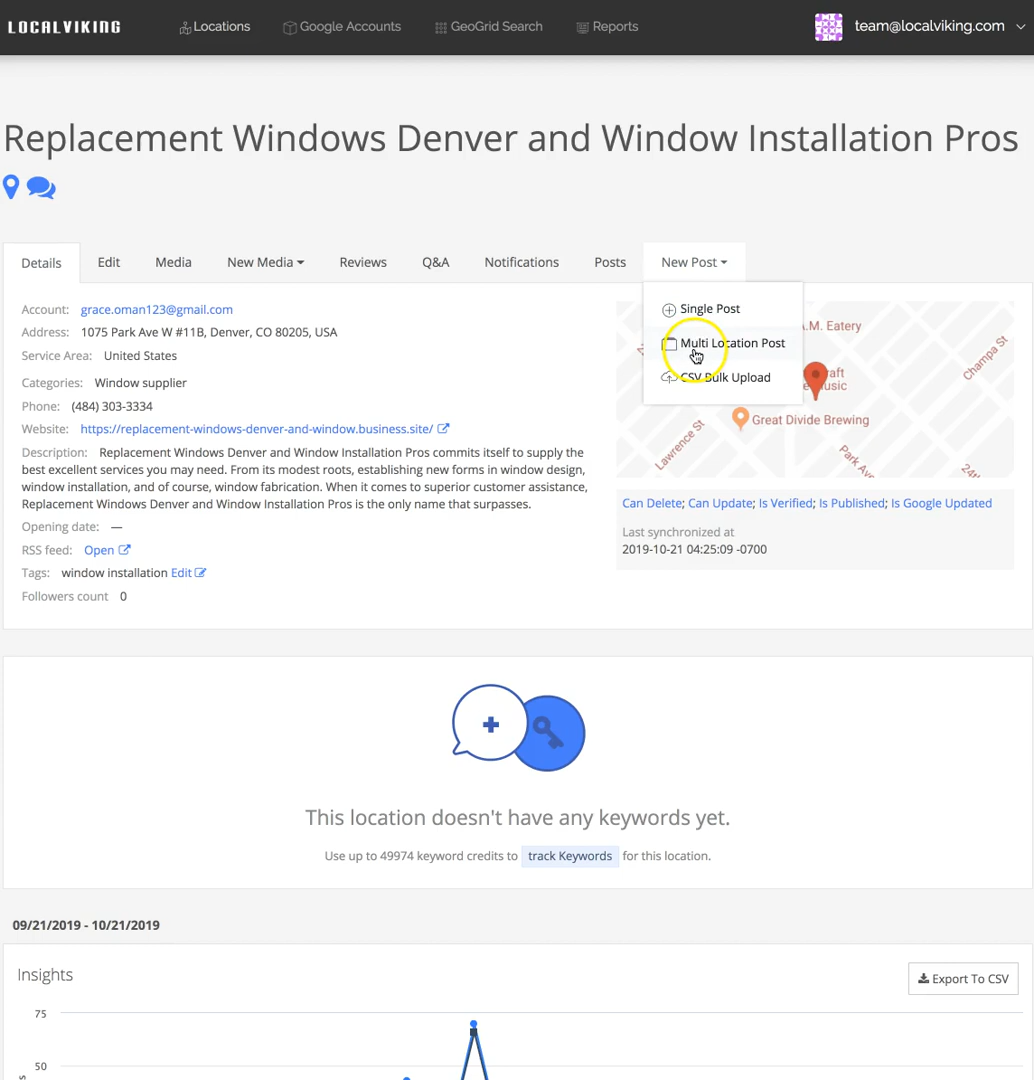 LOCALVIKING Locations Google Accounts GeoGrid Search Reports team@localviking.com
Replacement Windows Denver and Window Installation Pros
Details Edit Media New Media Reviews Q&A Notifications Posts New Post
Single Post
Multi Location Post
CSV Bulk Upload
Account: grace.oman123@gmail.com
Address: 1075 Park Ave W #11B, Denver, CO 80205, USA
Service Area: United States
Categories: Window supplier
Phone: (484) 303-3334
Website: https://replacement-windows-denver-and-window.business.site/
Description: Replacement Windows Denver and Window Installation Pros commits itself to supply the
best excellent services you may need. From its modest roots, establishing new forms in window design,
window installation, and of course, window fabrication. When it comes to superior customer assistance,
Replacement Windows Denver and Window Installation Pros is the only name that surpasses.
Opening date: —
RSS feed: Open
Tags: window installation Edit
Followers count 0
A.M. Eatery
Champa St
Music
Great Divide Brewing
Lawrence St
Park Ave
24th
Can Delete; Can Update; Is Verified; Is Published; Is Google Updated
Last synchronized at
2019-10-21 04:25:09 -0700
This location doesn't have any keywords yet.
Use up to 49974 keyword credits to track Keywords for this location.
09/21/2019 - 10/21/2019
Insights
Export To CSV
75
50